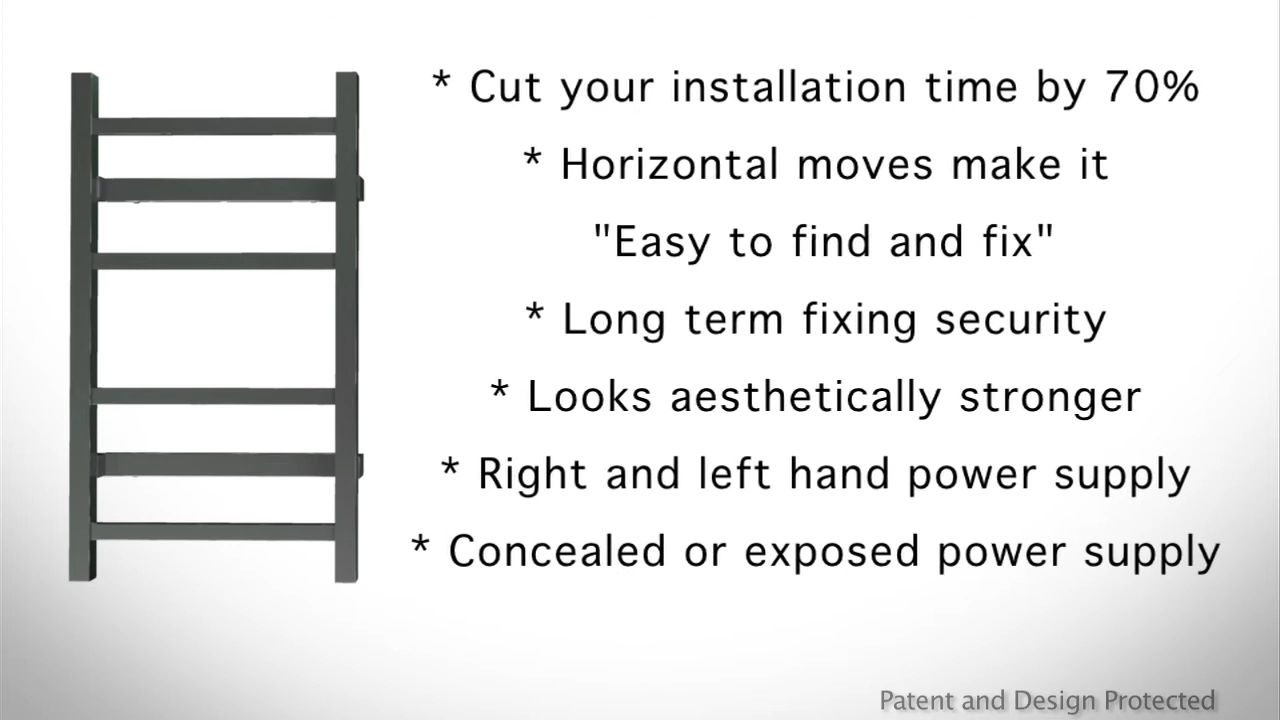 * Cut your installation time by 70%
* Horizontal moves make it
"Easy to find and fix"
* Long term fixing security
* Looks aesthetically stronger
* Right and left hand power supply
* Concealed or exposed power supply
Patent and Design Protected